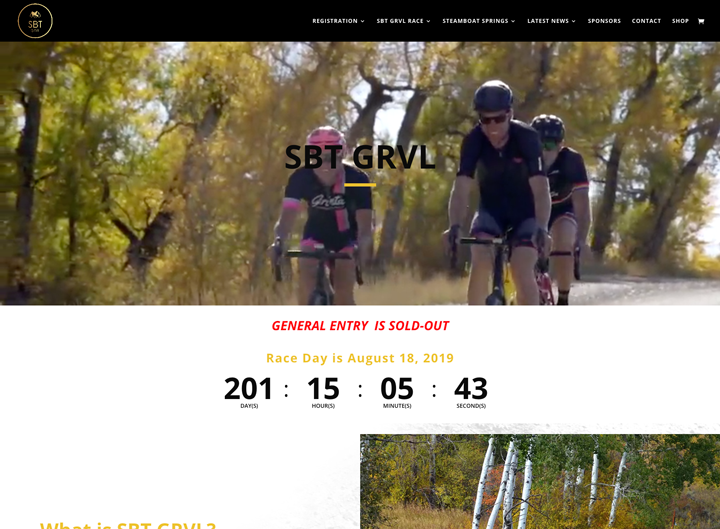 SBT
GRVL
REGISTRATION
SBT GRVL RACE
STEAMBOAT SPRINGS
LATEST NEWS
SPONSORS
CONTACT
SHOP
SBT GRVL
GENERAL ENTRY IS SOLD-OUT
Race Day is August 18, 2019
201 : 15 : 05 : 43
DAY(S) HOUR(S) MINUTE(S) SECOND(S)
What is SBT GRVL?